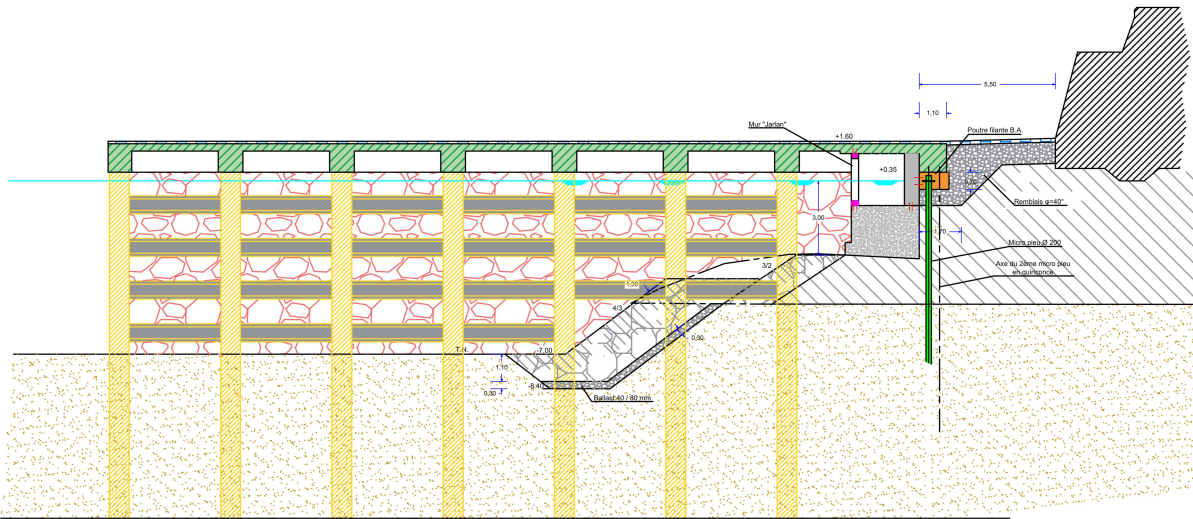 5,50
1,10
Mur "Jarlan"
+1.60
Poutre filante B.A.
+0.35
3,00
Remblais φ=40°
1,70
Micro pieu Ø 200
Axe du 2ème micro pieu
en quinconce
3/2
1,00
4/3
0,80
T.N.
-7.00
1,10
-8.40
0,30
Ballast 40 / 80 mm